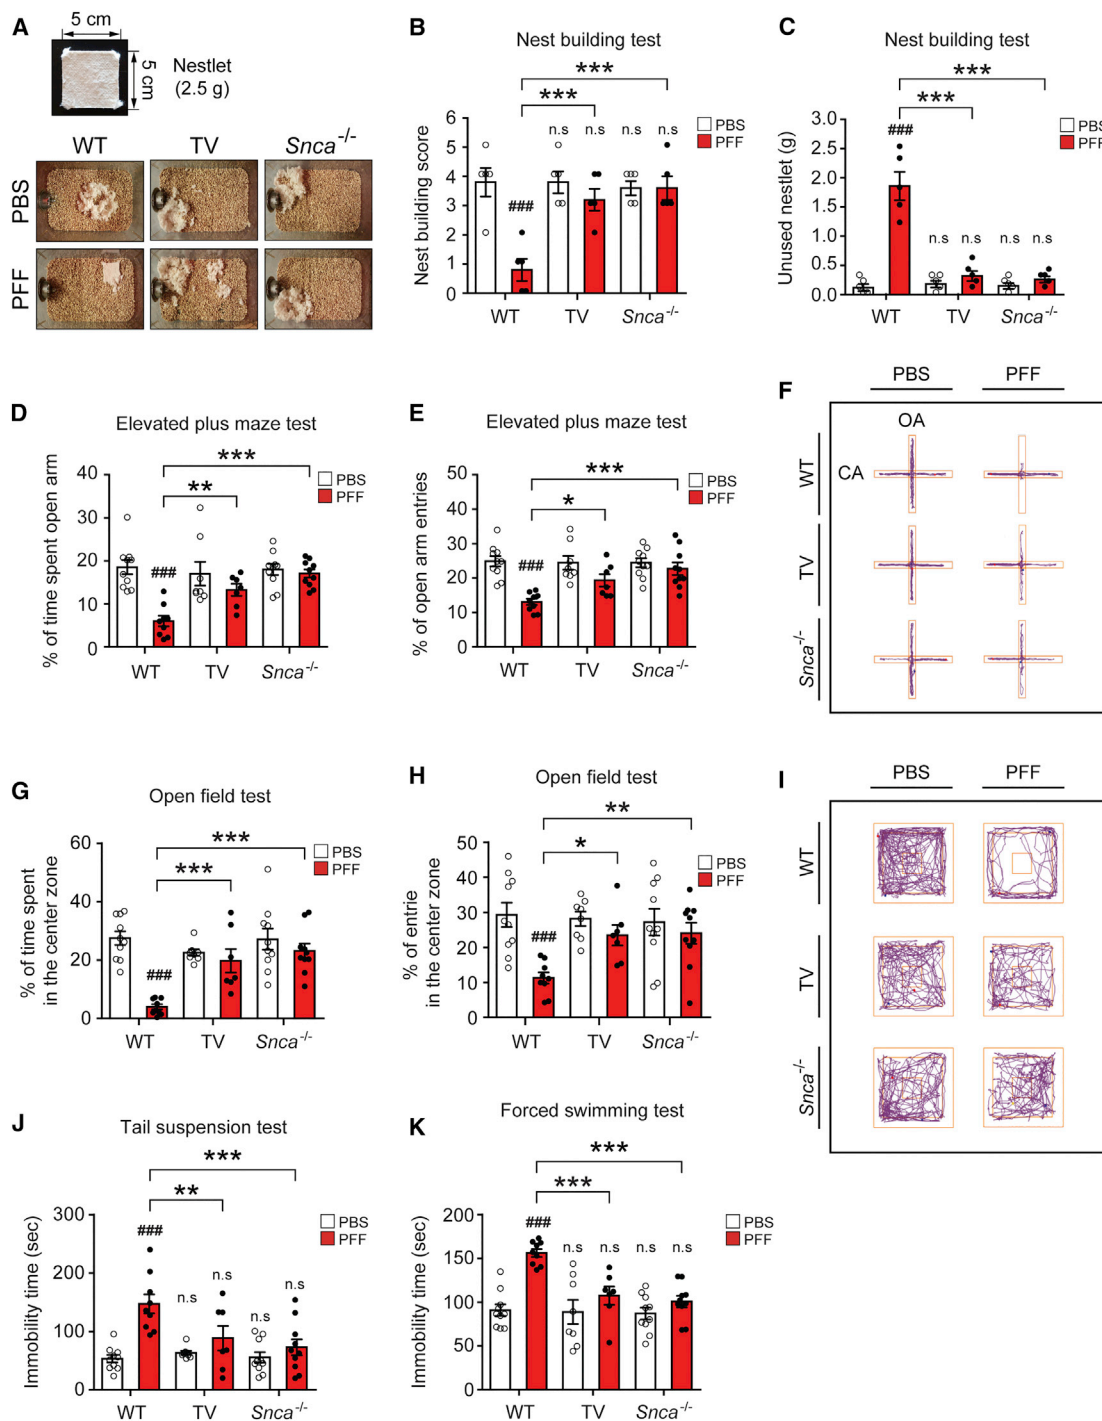 A
5 cm
5 cm
Nestlet
(2.5 g)
WT
TV
Snca-/-
PBS
PFF
B
Nest building test
***
***
n.s
n.s
n.s
n.s
###
PBS
PFF
Nest building score
6
5
4
3
2
1
0
WT
TV
Snca-/-
C
Nest building test
***
***
###
n.s
n.s
n.s
n.s
PBS
PFF
Unused nestlet (g)
3.0
2.5
2.0
1.5
1.0
0.5
0.0
WT
TV
Snca-/-
D
Elevated plus maze test
***
**
###
PBS
PFF
% of time spent open arm
40
30
20
10
0
WT
TV
Snca-/-
E
Elevated plus maze test
***
*
###
PBS
PFF
% of open arm entries
50
40
30
20
10
0
WT
TV
Snca-/-
F
PBS
PFF
OA
CA
WT
TV
Snca-/-
G
Open field test
***
***
###
PBS
PFF
% of time spent
in the center zone
60
40
20
0
WT
TV
Snca-/-
H
Open field test
**
*
###
PBS
PFF
% of entrie
in the center zone
50
40
30
20
10
0
WT
TV
Snca-/-
I
PBS
PFF
WT
TV
Snca-/-
J
Tail suspension test
***
**
###
n.s
n.s
n.s
n.s
PBS
PFF
Immobility time (sec)
300
200
100
0
WT
TV
Snca-/-
K
Forced swimming test
***
***
###
n.s
n.s
n.s
n.s
PBS
PFF
Immobility time (sec)
200
150
100
50
0
WT
TV
Snca-/-